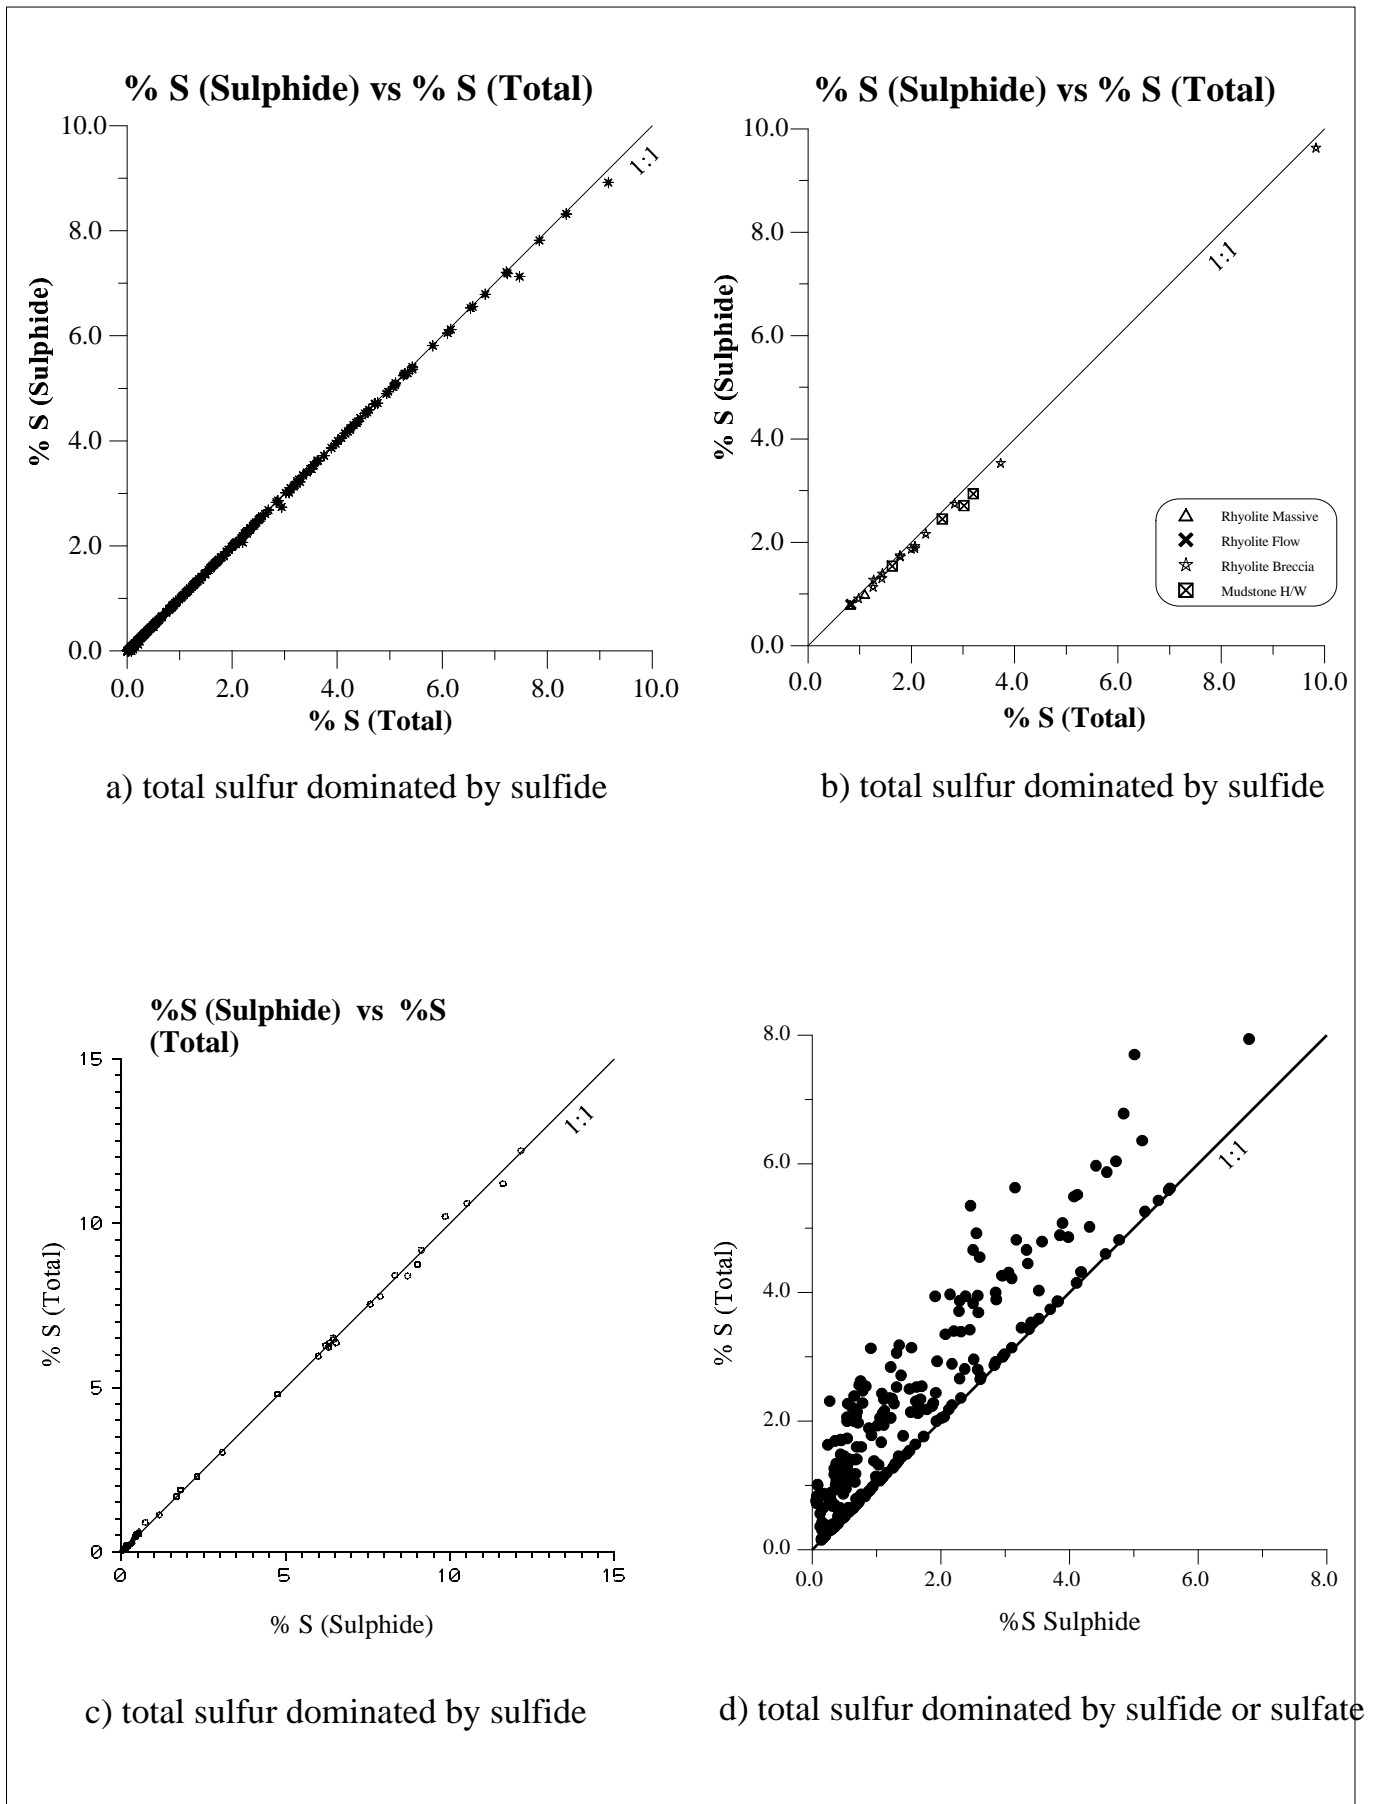 % S (Sulphide) vs % S (Total)
10.0
8.0
6.0
4.0
2.0
0.0
% S (Sulphide)
1:1
0.0 2.0 4.0 6.0 8.0 10.0
% S (Total)
a) total sulfur dominated by sulfide
% S (Sulphide) vs % S (Total)
10.0
8.0
6.0
4.0
2.0
0.0
% S (Sulphide)
1:1
Rhyolite Massive
Rhyolite Flow
Rhyolite Breccia
Mudstone H/W
0.0 2.0 4.0 6.0 8.0 10.0
% S (Total)
b) total sulfur dominated by sulfide
%S (Sulphide) vs %S
(Total)
15
10
5
0
% S (Total)
1:1
0 5 10 15
% S (Sulphide)
c) total sulfur dominated by sulfide
8.0
6.0
4.0
2.0
0.0
% S (Total)
1:1
0.0 2.0 4.0 6.0 8.0
%S Sulphide
d) total sulfur dominated by sulfide or sulfate